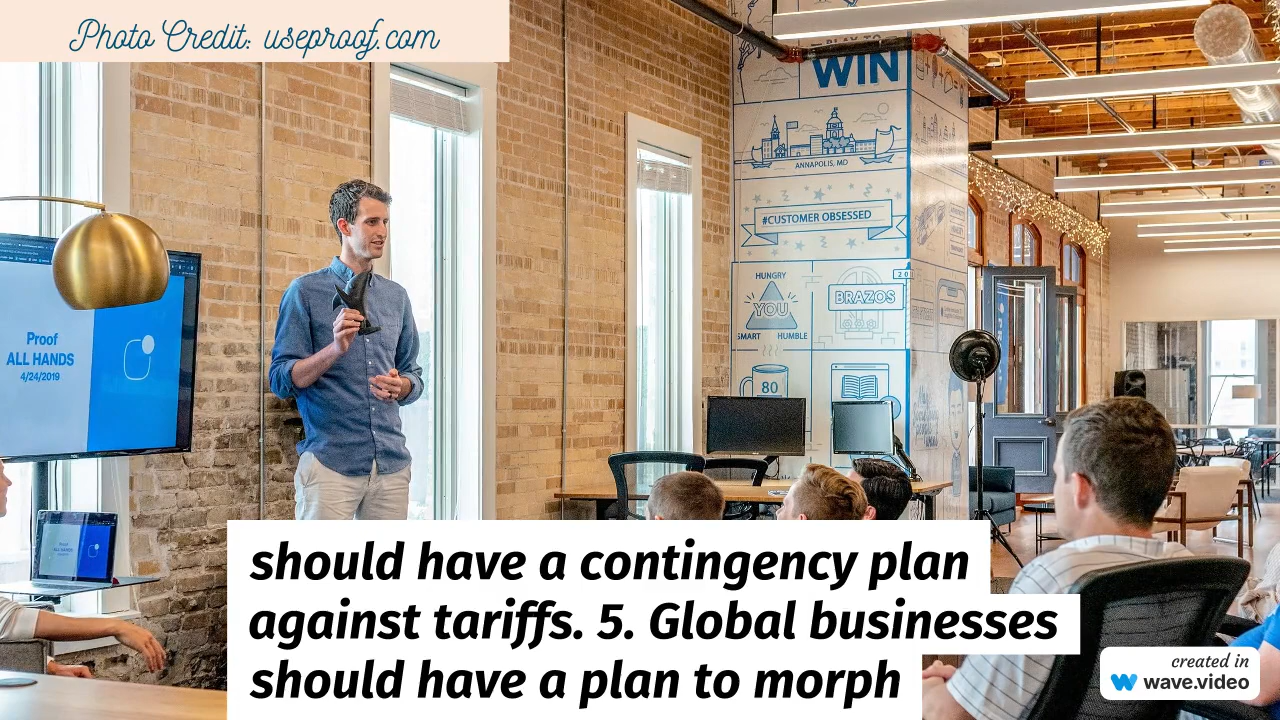 Photo Credit: useproof.com
PLAY TO
WIN
ANNAPOLIS, MD
#CUSTOMER OBSESSED
HUNGRY
YOU
SMART HUMBLE
BRAZOS
80
Proof
ALL HANDS
4/24/2019
should have a contingency plan
against tariffs. 5. Global businesses
should have a plan to morph
created in
wave.video